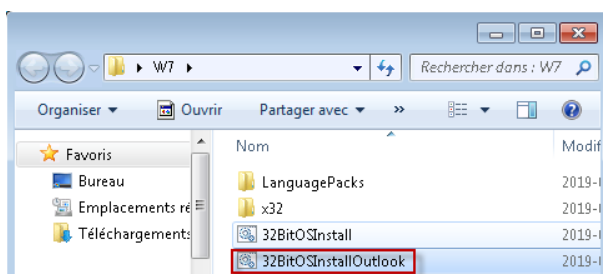 W7
Rechercher dans : W7
Organiser
Ouvrir
Partager avec
»
Favoris
Bureau
Emplacements ré
Téléchargements
Nom
Modif
LanguagePacks
2019-
x32
2019-
32BitOSInstall
2019-
32BitOSInstallOutlook
2019-